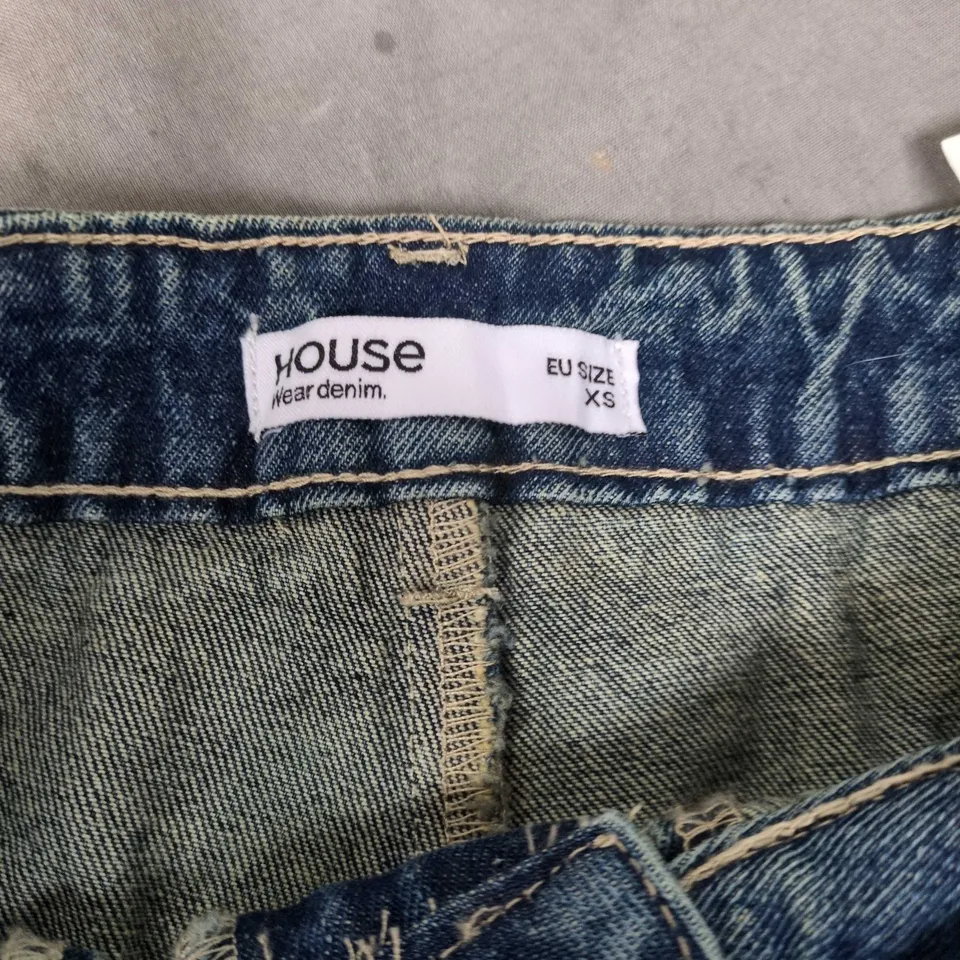 House
Wear denim.
EU SIZE
XS